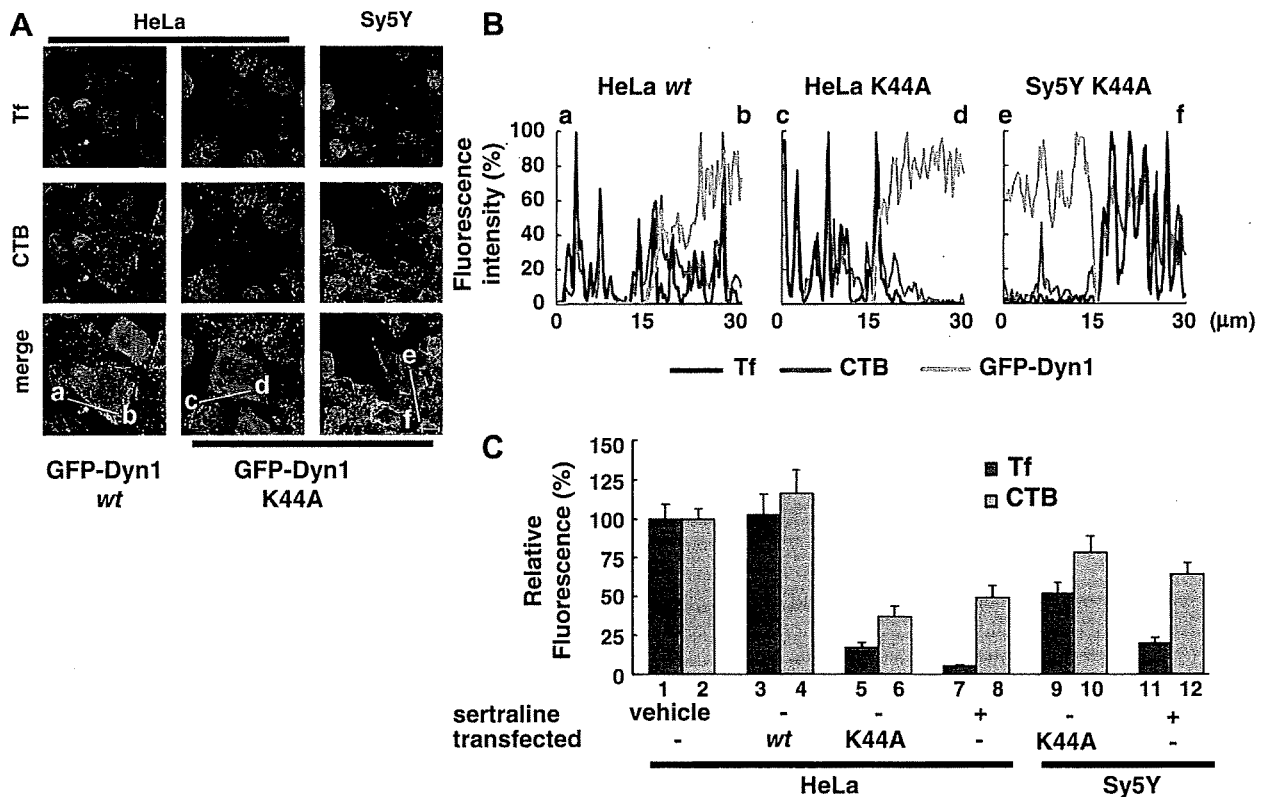 A
HeLa
Sy5Y
Tf
CTB
merge
a
b
c
d
e
f
GFP-Dyn1
wt
GFP-Dyn1
K44A
B
HeLa wt
HeLa K44A
Sy5Y K44A
a b c d e f
Fluorescence
intensity (%)
100
80
60
40
20
0
0 15 30 0 15 30 0 15 30 (μm)
Tf CTB GFP-Dyn1
C
Relative
Fluorescence (%)
150
125
100
75
50
25
0
Tf
CTB
1 2 3 4 5 6 7 8 9 10 11 12
sertraline vehicle - - + - +
transfected - wt K44A - K44A -
HeLa Sy5Y